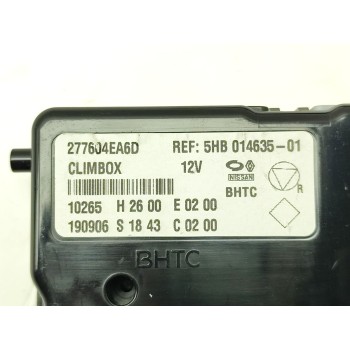 277604EA6D REF: 5HB 014635-01
CLIMBOX 12V NISSAN
BHTC R
10265 H 26 00 E 02 00
190906 S 18 43 C 02 00
BHTC